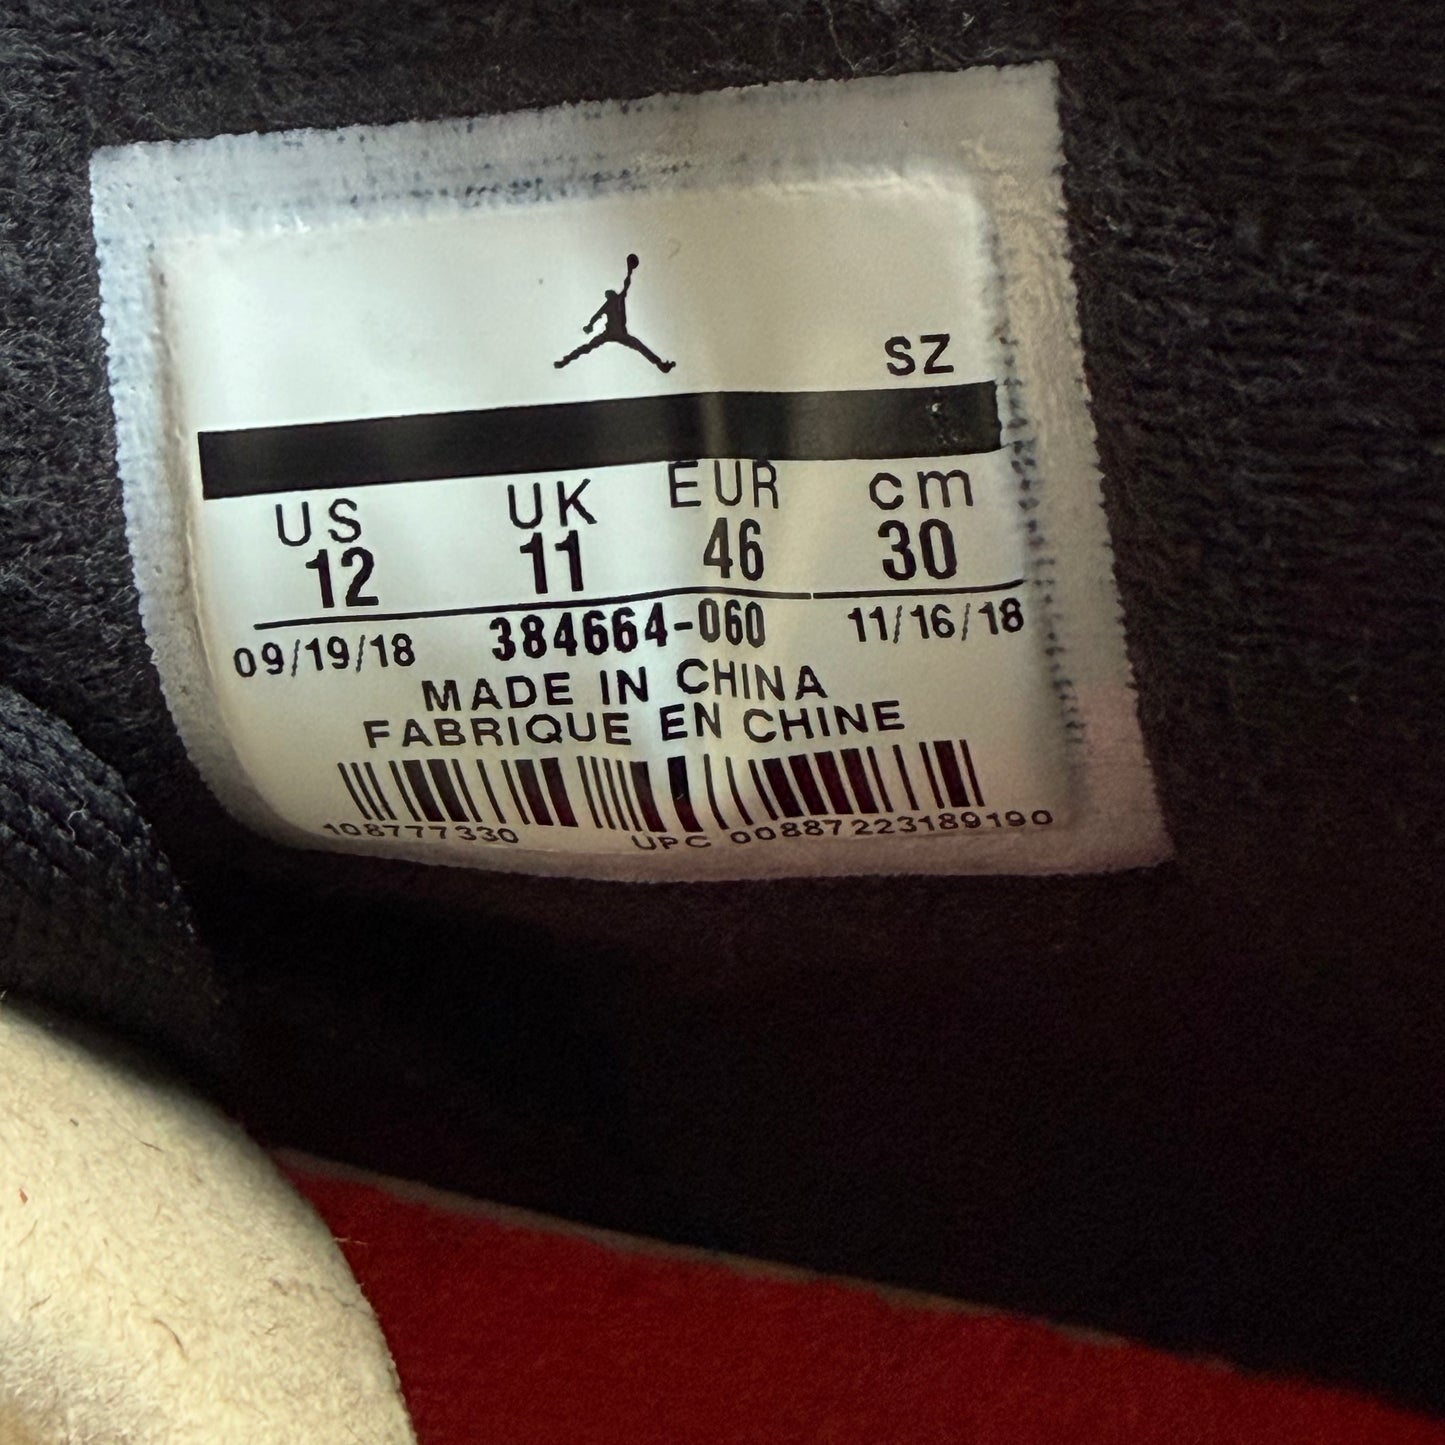 SZ
US UK EUR cm
12 11 46 30
09/19/18 384664-060 11/16/18
MADE IN CHINA
FABRIQUE EN CHINE
108777330 UPC 00887223189190